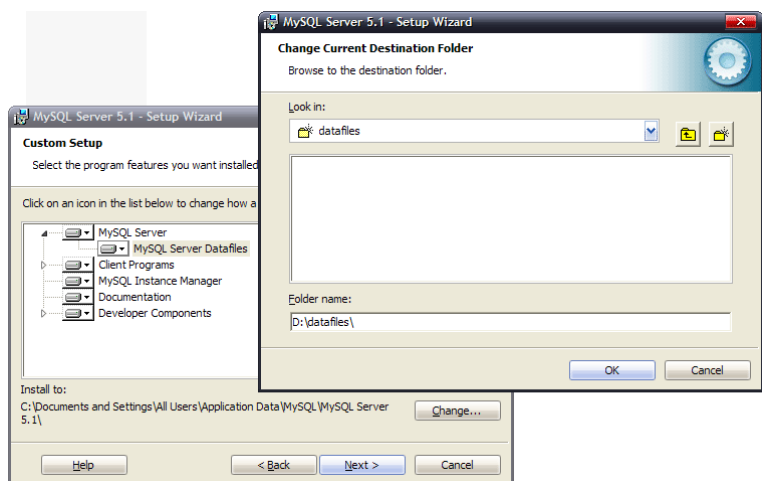 MySQL Server 5.1 - Setup Wizard
Change Current Destination Folder
Browse to the destination folder.
Look in:
datafiles
Folder name:
D:\datafiles\
OK
Cancel
MySQL Server 5.1 - Setup Wizard
Custom Setup
Select the program features you want installed
Click on an icon in the list below to change how a
MySQL Server
MySQL Server Datafiles
Client Programs
MySQL Instance Manager
Documentation
Developer Components
Install to:
C:\Documents and Settings\All Users\Application Data\MySQL\MySQL Server
5.1\
Change...
Help
< Back
Next >
Cancel